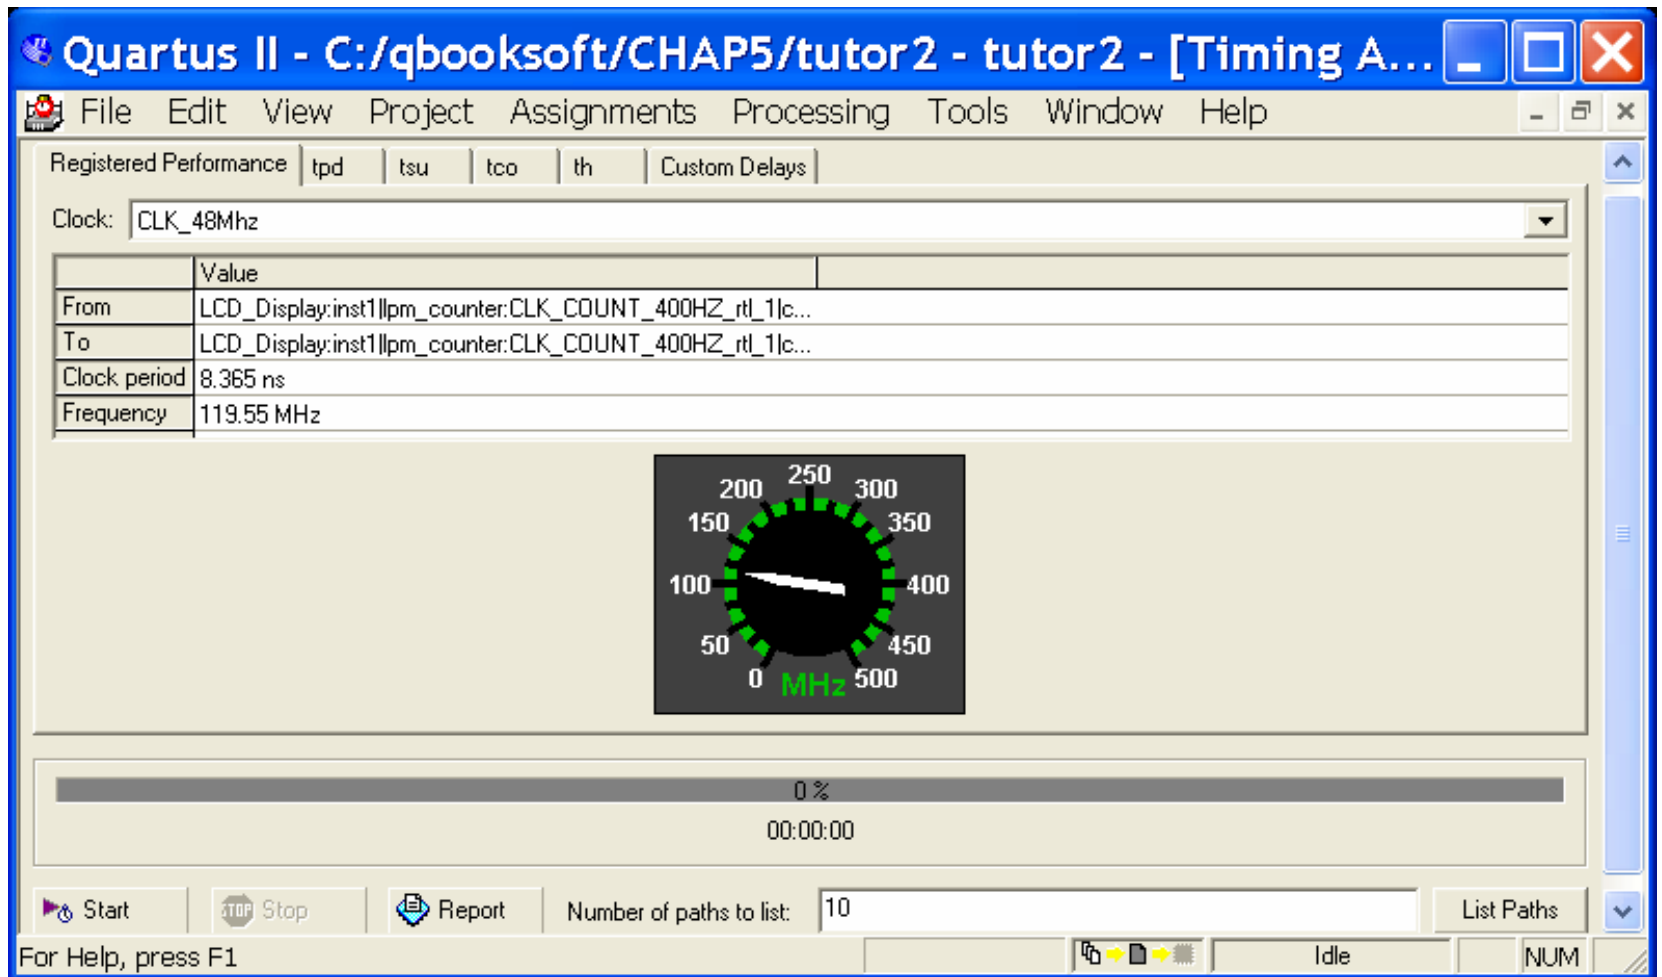 Quartus II - C:/qbooksoft/CHAP5/tutor2 - tutor2 - [Timing A...
File Edit View Project Assignments Processing Tools Window Help
Registered Performance tpd tsu tco th Custom Delays
Clock: CLK_48Mhz
Value
From LCD_Display:inst1|lpm_counter:CLK_COUNT_400HZ_rtl_1|c...
To LCD_Display:inst1|lpm_counter:CLK_COUNT_400HZ_rtl_1|c...
Clock period 8.365 ns
Frequency 119.55 MHz
250
200 300
150 350
100 400
50 450
0 MHz 500
0 %
00:00:00
Start STOP Stop Report Number of paths to list: 10 List Paths
For Help, press F1 Idle NUM